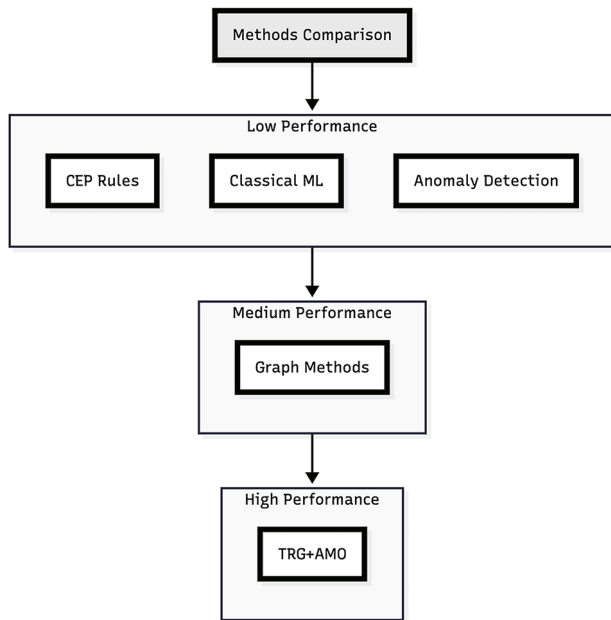 Methods Comparison
Low Performance
CEP Rules
Classical ML
Anomaly Detection
Medium Performance
Graph Methods
High Performance
TRG+AMO